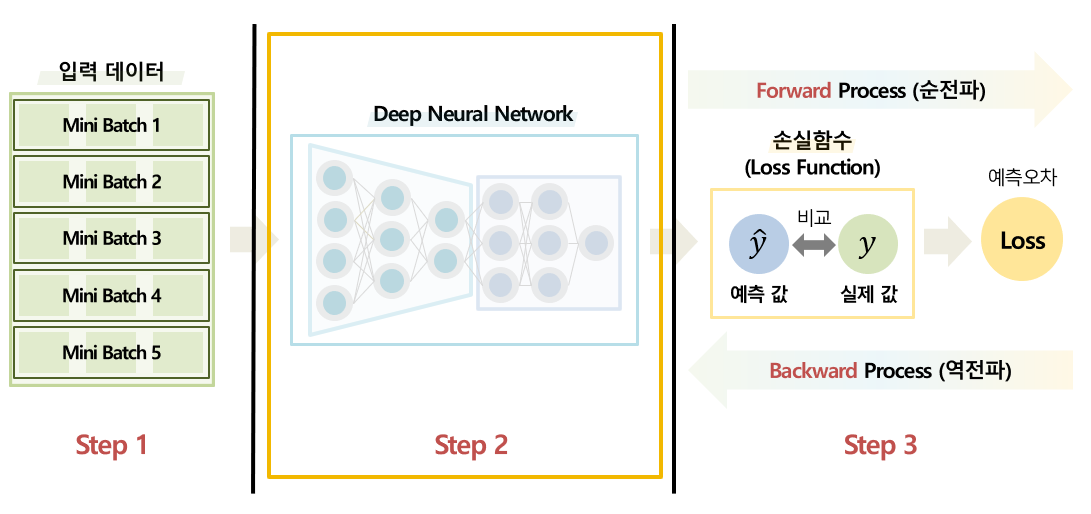 입력 데이터
Mini Batch 1
Mini Batch 2
Mini Batch 3
Mini Batch 4
Mini Batch 5
Step 1
Deep Neural Network
Step 2
Forward Process (순전파)
손실함수
(Loss Function)
예측오차
비교
ŷ
y
Loss
예측 값
실제 값
Backward Process (역전파)
Step 3